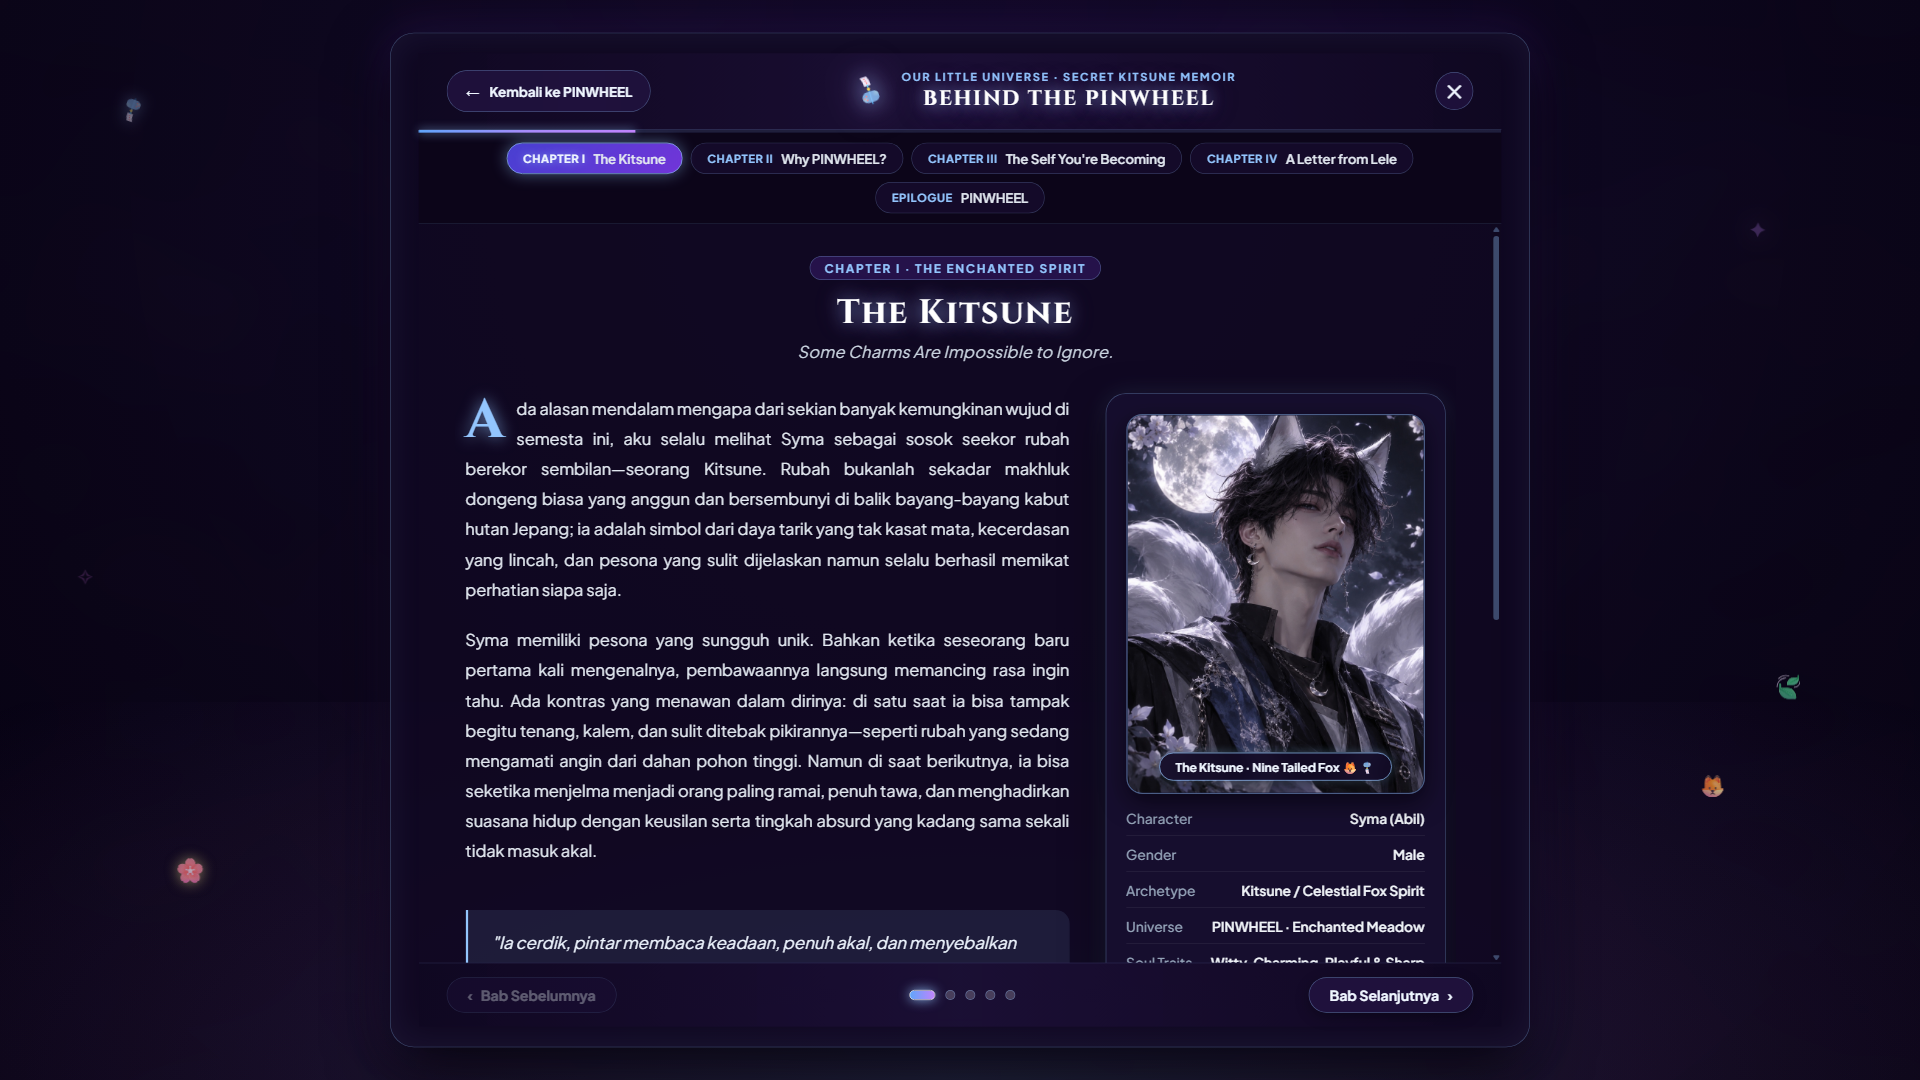 ← Kembali ke PINWHEEL
OUR LITTLE UNIVERSE · SECRET KITSUNE MEMOIR
BEHIND THE PINWHEEL
CHAPTER I The Kitsune
CHAPTER II Why PINWHEEL?
CHAPTER III The Self You're Becoming
CHAPTER IV A Letter from Lele
EPILOGUE PINWHEEL
CHAPTER I · THE ENCHANTED SPIRIT
THE KITSUNE
Some Charms Are Impossible to Ignore.
Ada alasan mendalam mengapa dari sekian banyak kemungkinan wujud di
semesta ini, aku selalu melihat Syma sebagai sosok seekor rubah
berekor sembilan—seorang Kitsune. Rubah bukanlah sekadar makhluk
dongeng biasa yang anggun dan bersembunyi di balik bayang-bayang kabut
hutan Jepang; ia adalah simbol dari daya tarik yang tak kasat mata, kecerdasan
yang lincah, dan pesona yang sulit dijelaskan namun selalu berhasil memikat
perhatian siapa saja.
Syma memiliki pesona yang sungguh unik. Bahkan ketika seseorang baru
pertama kali mengenalnya, pembawaannya langsung memancing rasa ingin
tahu. Ada kontras yang menawan dalam dirinya: di satu saat ia bisa tampak
begitu tenang, kalem, dan sulit ditebak pikirannya—seperti rubah yang sedang
mengamati angin dari dahan pohon tinggi. Namun di saat berikutnya, ia bisa
seketika menjelma menjadi orang paling ramai, penuh tawa, dan menghadirkan
suasana hidup dengan keusilan serta tingkah absurd yang kadang sama sekali
tidak masuk akal.
"Ia cerdik, pintar membaca keadaan, penuh akal, dan menyebalkan
The Kitsune · Nine Tailed Fox
Character Syma (Abil)
Gender Male
Archetype Kitsune / Celestial Fox Spirit
Universe PINWHEEL · Enchanted Meadow
Soul Traits Witty, Charming, Playful & Sharp
‹ Bab Sebelumnya
Bab Selanjutnya ›